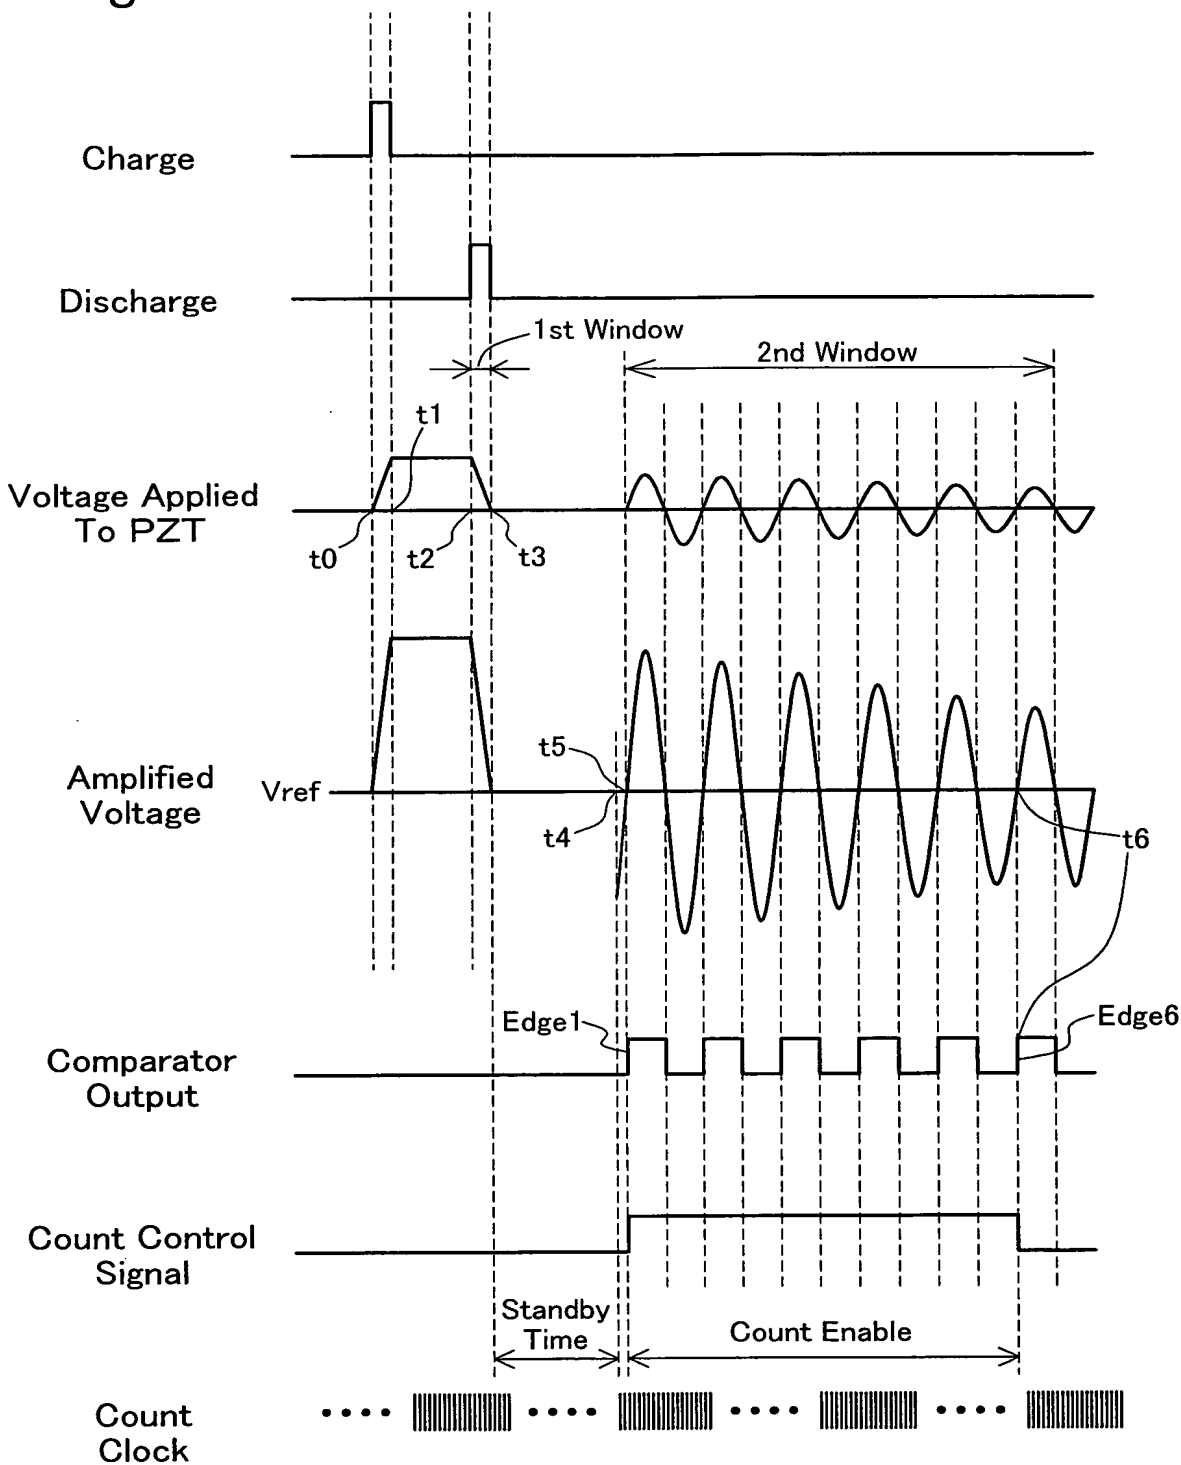 Charge
Discharge
1st Window
2nd Window
t1
Voltage Applied
To PZT
t0
t2
t3
t5
Amplified
Voltage
Vref
t4
t6
Edge1
Edge6
Comparator
Output
Count Control
Signal
Standby
Time
Count Enable
Count
Clock